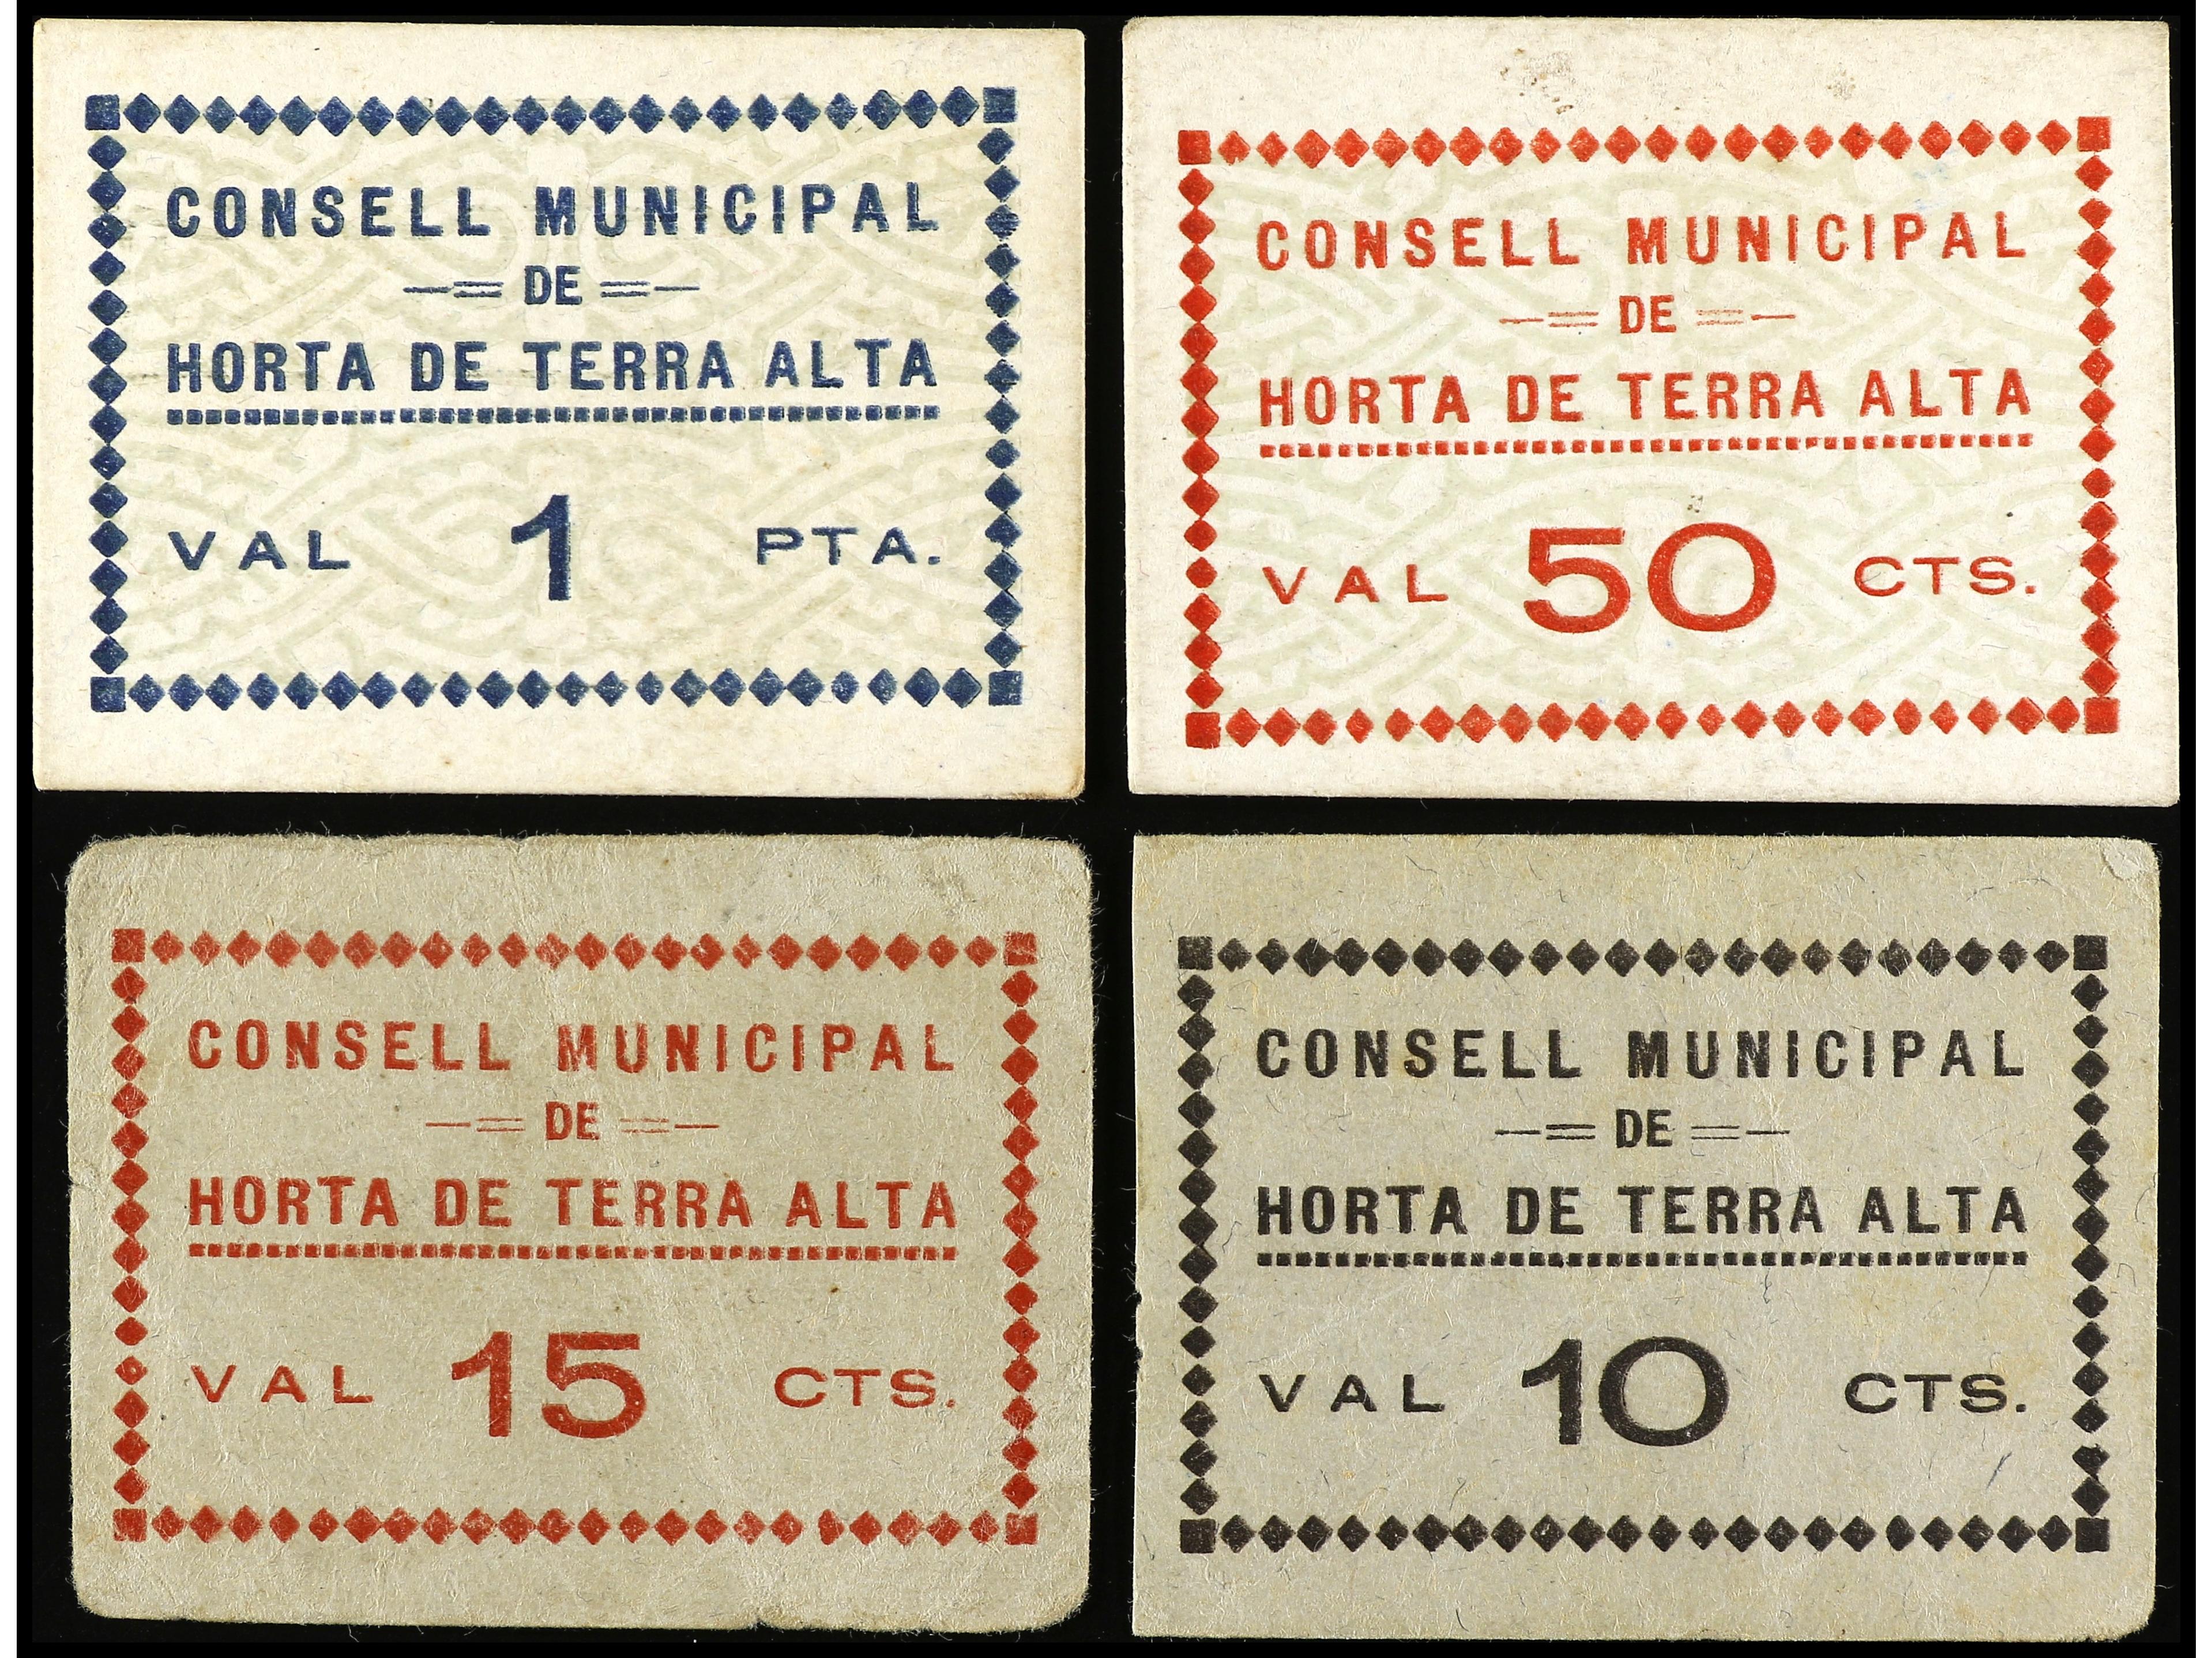 CONSELL MUNICIPAL
DE
HORTA DE TERRA ALTA
VAL 1 PTA.
CONSELL MUNICIPAL
DE
HORTA DE TERRA ALTA
VAL 50 CTS.
CONSELL MUNICIPAL
DE
HORTA DE TERRA ALTA
VAL 15 CTS.
CONSELL MUNICIPAL
DE
HORTA DE TERRA ALTA
VAL 10 CTS.